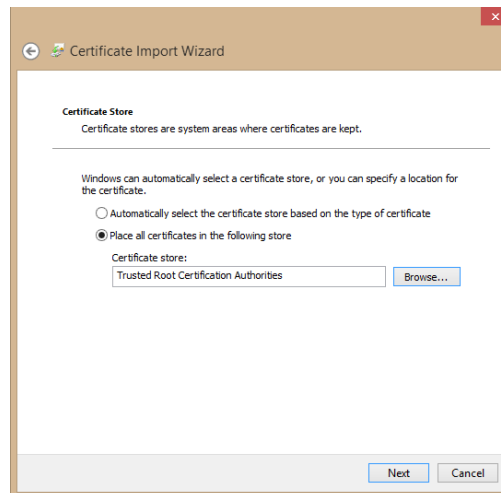 Certificate Import Wizard
Certificate Store
Certificate stores are system areas where certificates are kept.
Windows can automatically select a certificate store, or you can specify a location for
the certificate.
Automatically select the certificate store based on the type of certificate
Place all certificates in the following store
Certificate store:
Trusted Root Certification Authorities
Browse...
Next
Cancel